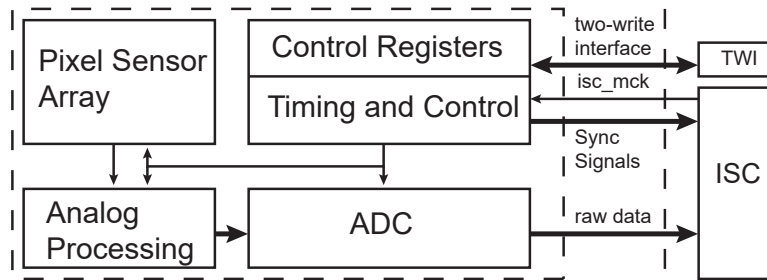 Pixel Sensor
Array
Control Registers
Timing and Control
two-write
interface
TWI
isc_mck
Sync
Signals
ISC
Analog
Processing
ADC
raw data